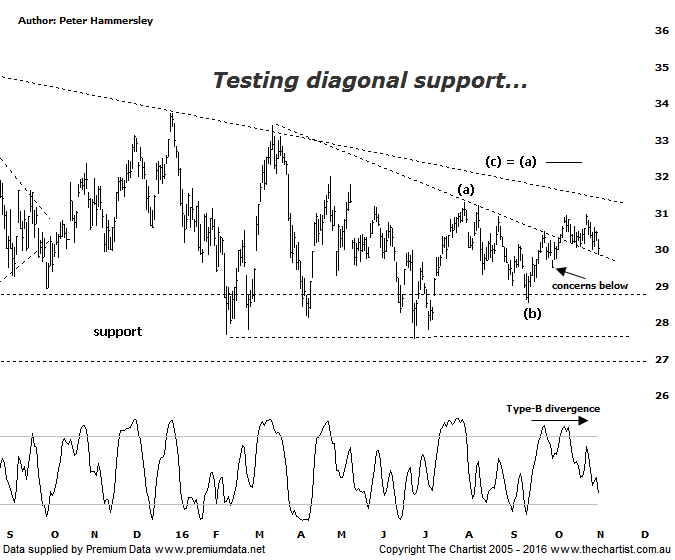 Author: Peter Hammersley
Testing diagonal support...
36
35
34
33
32
31
30
29
28
27
26
(c) = (a)
(a)
concerns below
(b)
support
Type-B divergence
S O N D 16 F M A M J J A S O N D
Data supplied by Premium Data www.premiumdata.net
Copyright The Chartist 2005 - 2016 www.thechartist.com.au